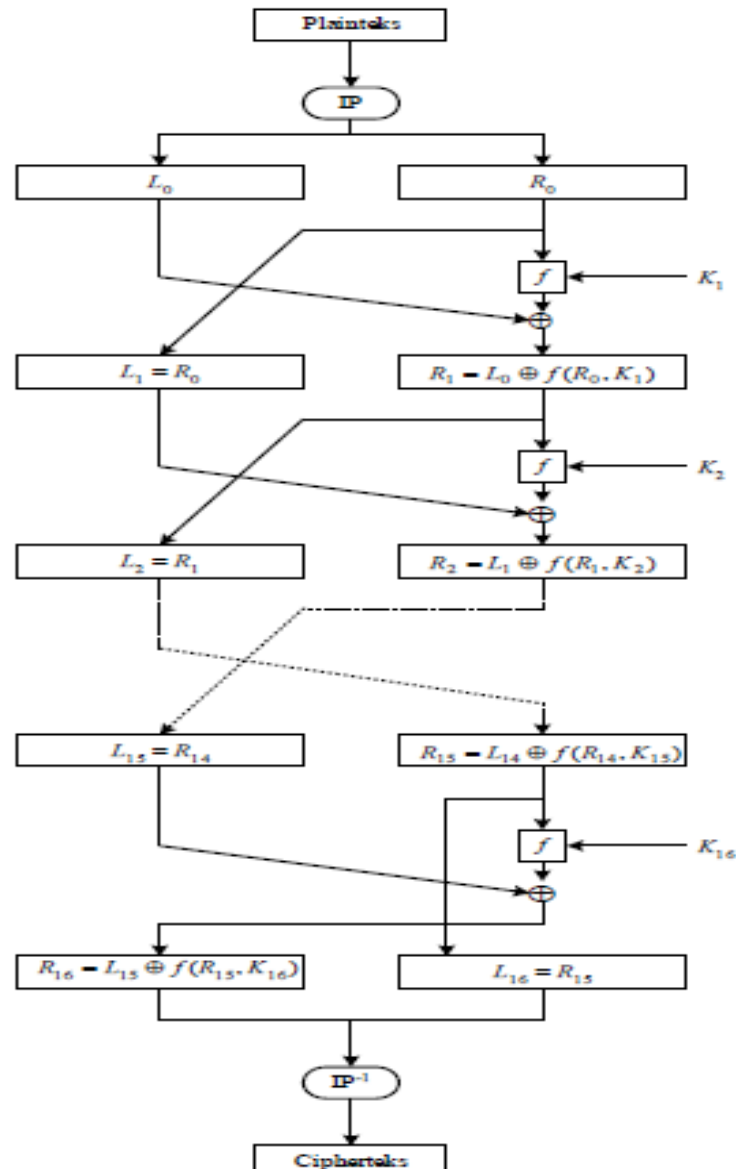 Plainteks
IP
L₀
R₀
f
K₁
⊕
L₁ = R₀
R₁ = L₀ ⊕ f(R₀, K₁)
f
K₂
⊕
L₂ = R₁
R₂ = L₁ ⊕ f(R₁, K₂)
L₁₅ = R₁₄
R₁₅ = L₁₄ ⊕ f(R₁₄, K₁₅)
f
K₁₆
⊕
R₁₆ = L₁₅ ⊕ f(R₁₅, K₁₆)
L₁₆ = R₁₅
IP⁻¹
Cipherteks